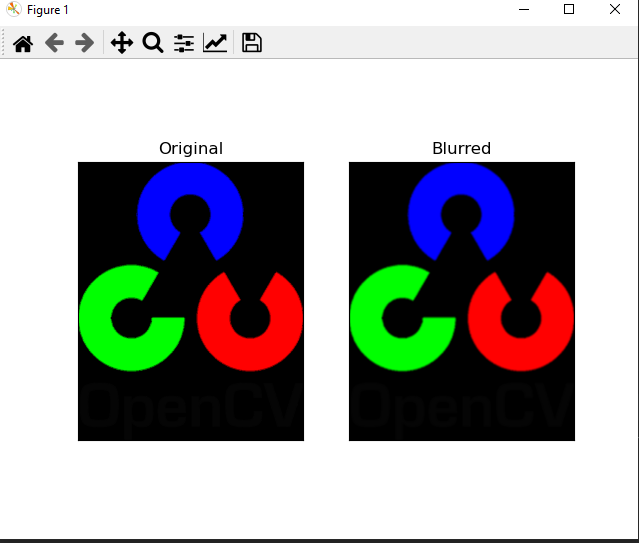 Figure 1
Original
Blurred
OpenCV
OpenCV